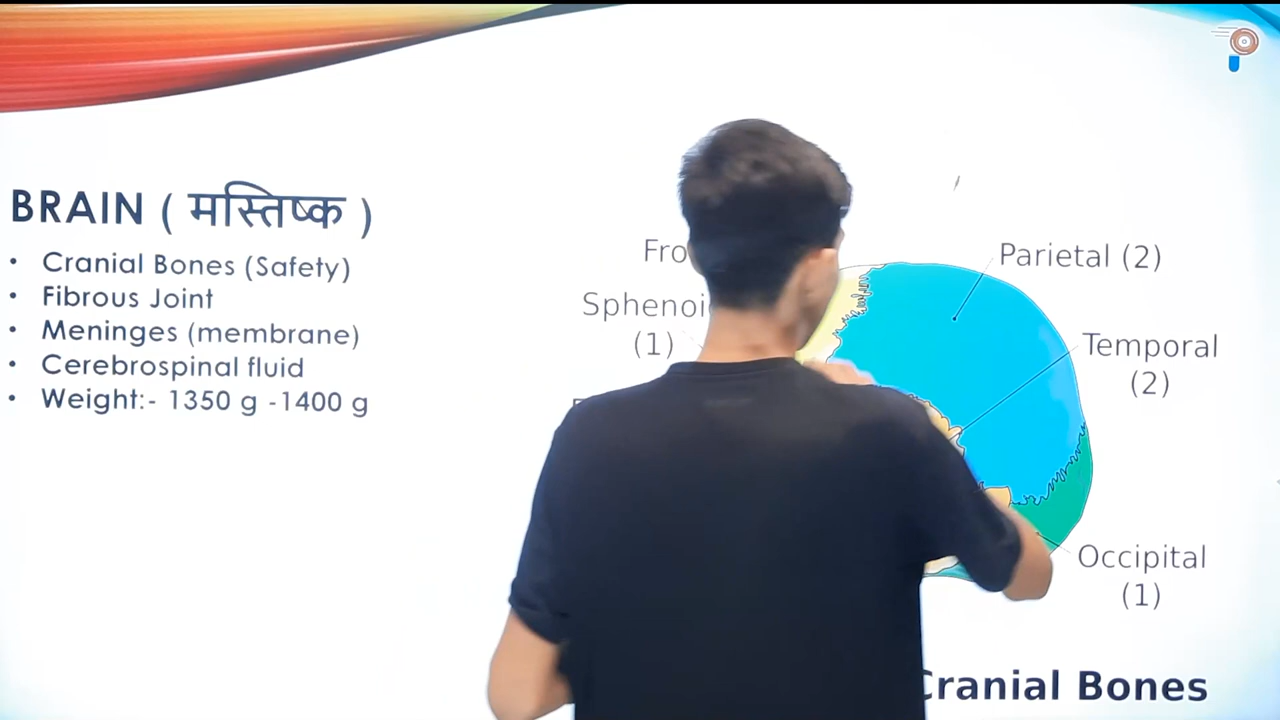 BRAIN ( मस्तिष्क )
• Cranial Bones (Safety)
• Fibrous Joint
• Meninges (membrane)
• Cerebrospinal fluid
• Weight:- 1350 g -1400 g
Parietal (2)
(1)
Temporal
(2)
Occipital
(1)
Cranial Bones